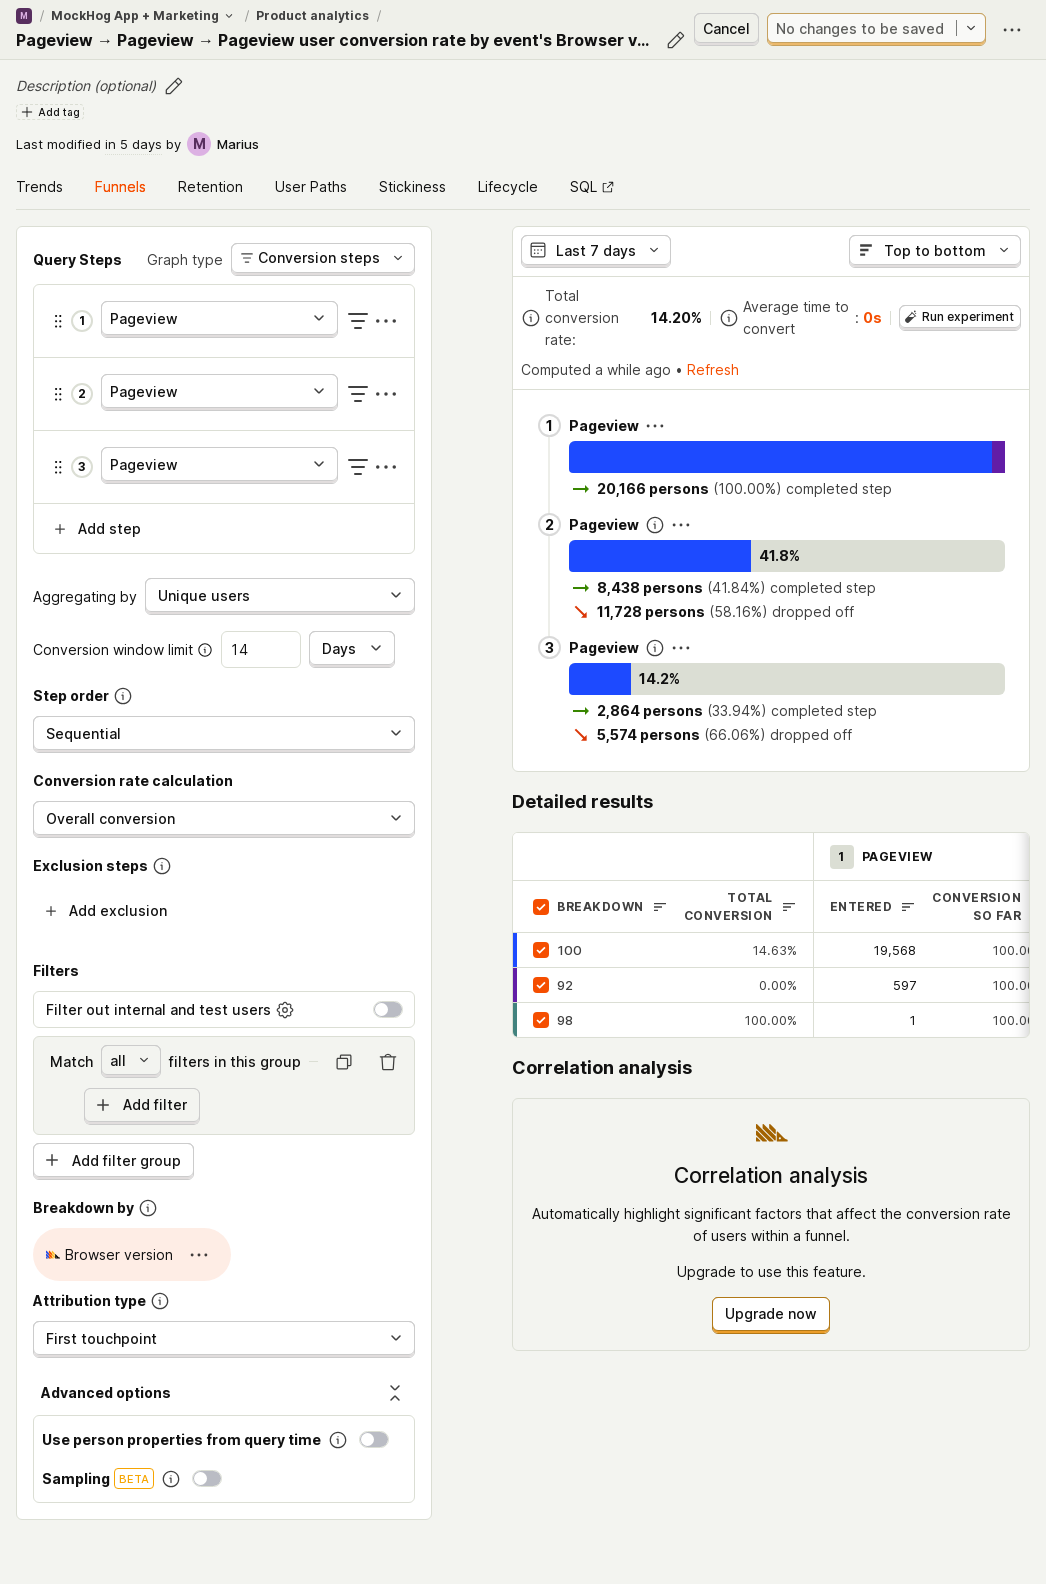 M / MockHog App + Marketing / Product analytics /
Pageview → Pageview → Pageview user conversion rate by event's Browser v...
Cancel
No changes to be saved
Description (optional)
Add tag
Last modified in 5 days by M Marius
Trends Funnels Retention User Paths Stickiness Lifecycle SQL
Query Steps Graph type Conversion steps
1 Pageview
2 Pageview
3 Pageview
Add step
Aggregating by Unique users
Conversion window limit 14 Days
Step order
Sequential
Conversion rate calculation
Overall conversion
Exclusion steps
Add exclusion
Filters
Filter out internal and test users
Match all filters in this group
Add filter
Add filter group
Breakdown by
Browser version
Attribution type
First touchpoint
Advanced options
Use person properties from query time
Sampling BETA
Last 7 days Top to bottom
Total
conversion
rate:
14.20%
Average time to
convert
: 0s
Run experiment
Computed a while ago • Refresh
1 Pageview
20,166 persons (100.00%) completed step
2 Pageview
41.8%
8,438 persons (41.84%) completed step
11,728 persons (58.16%) dropped off
3 Pageview
14.2%
2,864 persons (33.94%) completed step
5,574 persons (66.06%) dropped off
Detailed results
1 PAGEVIEW
BREAKDOWN
TOTAL
CONVERSION
ENTERED
CONVERSION
SO FAR
100 14.63% 19,568 100.0
92 0.00% 597 100.0
98 100.00% 1 100.0
Correlation analysis
Correlation analysis
Automatically highlight significant factors that affect the conversion rate
of users within a funnel.
Upgrade to use this feature.
Upgrade now